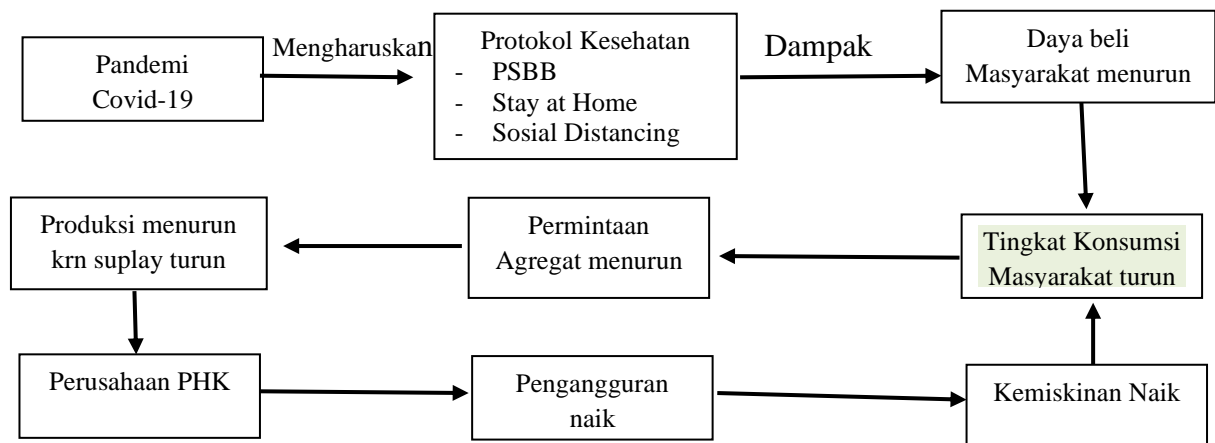 Pandemi
Covid-19
Mengharuskan
Protokol Kesehatan
- PSBB
- Stay at Home
- Sosial Distancing
Dampak
Daya beli
Masyarakat menurun
Produksi menurun
krn suplay turun
Permintaan
Agregat menurun
Tingkat Konsumsi
Masyarakat turun
Perusahaan PHK
Pengangguran
naik
Kemiskinan Naik